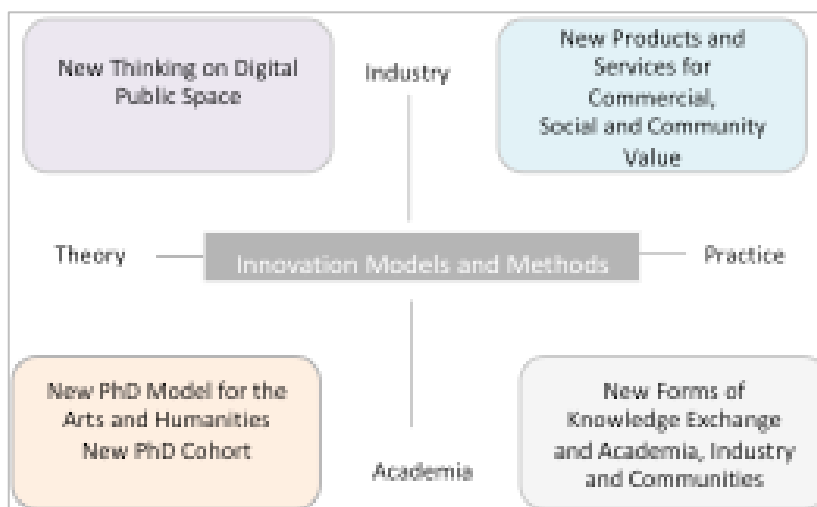 New Thinking on Digital
Public Space
Industry
New Products and
Services for
Commercial,
Social and Community
Value
Theory
Innovation Models and Methods
Practice
New PhD Model for the
Arts and Humanities
New PhD Cohort
Academia
New Forms of
Knowledge Exchange
and Academia, Industry
and Communities